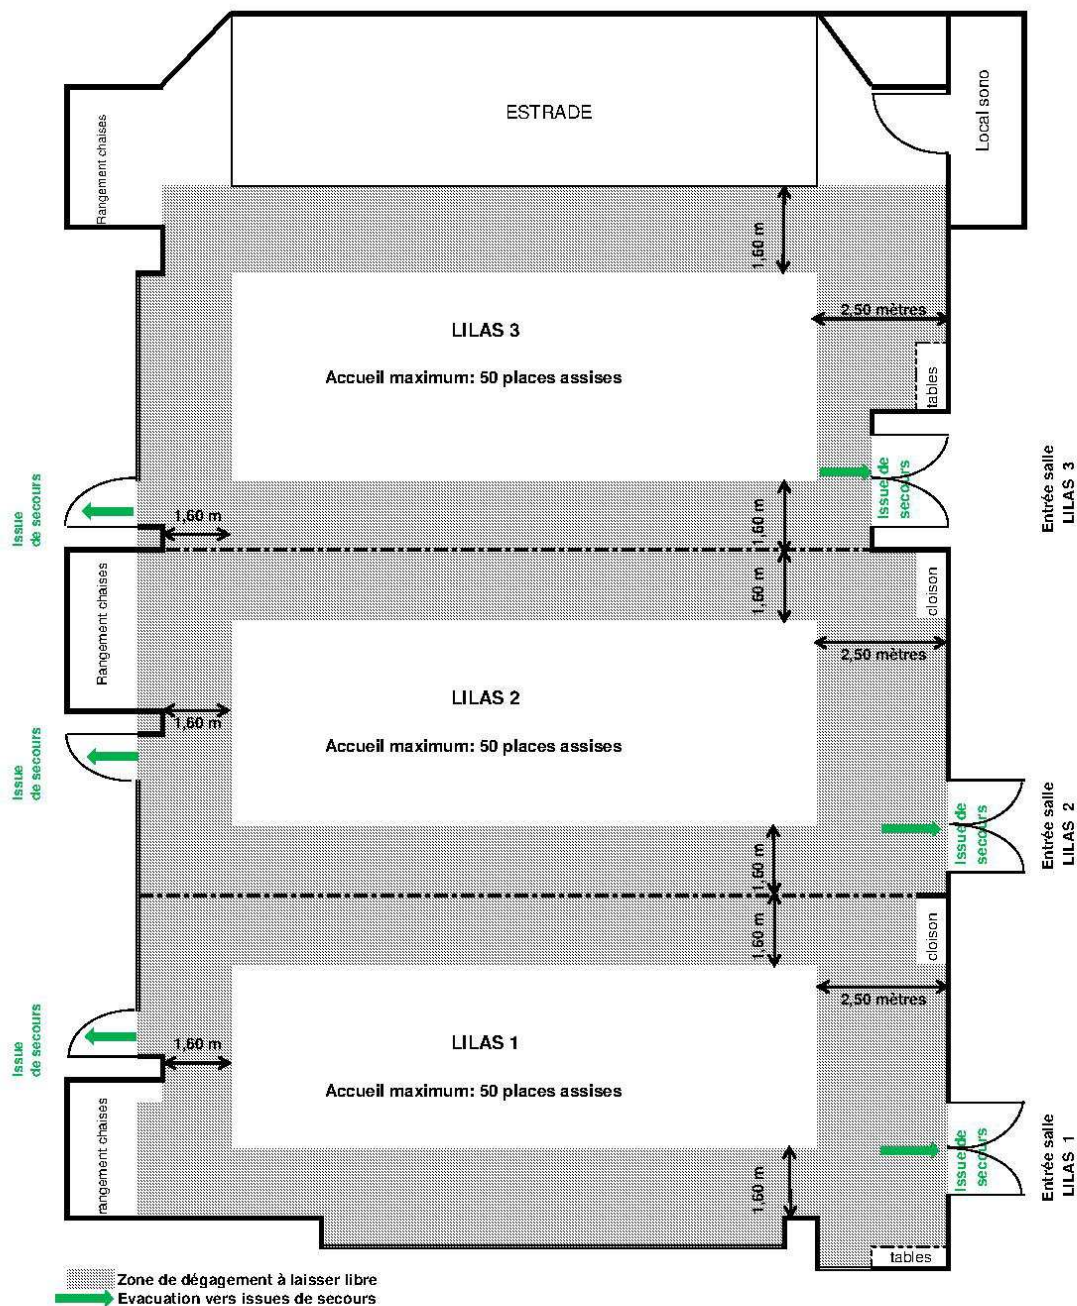 ESTRADE
Local sono
Rangement chaises
1,60 m
2,50 mètres
LILAS 3
Accueil maximum: 50 places assises
tables
Issue
de secours
Issue de
secours
Entrée salle
LILAS 3
1,60 m
1,60 m
1,60 m
Rangement chaises
cloison
2,50 mètres
LILAS 2
1,60 m
Accueil maximum: 50 places assises
Issue
de secours
Issue de
secours
Entrée salle
LILAS 2
1,60 m
1,60 m
cloison
2,50 mètres
Issue
de secours
1,60 m
LILAS 1
Accueil maximum: 50 places assises
rangement chaises
Issue de
secours
Entrée salle
LILAS 1
1,60 m
tables
Zone de dégagement à laisser libre
Evacuation vers issues de secours